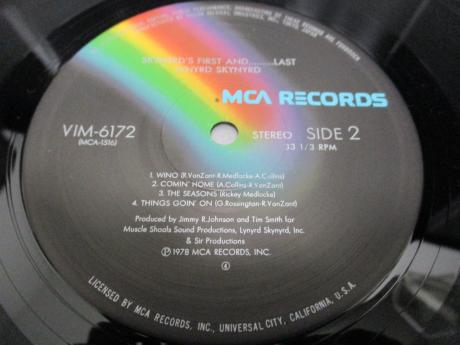 SKYNYRD'S FIRST AND..........LAST
LYNYRD SKYNYRD
MCA RECORDS
VIM-6172
(MCA-1516)
STEREO
SIDE 2
33 1/3 RPM
1. WINO (R.VanZant-R.Medlocke-A.Collins)
2. COMIN' HOME (A.Collins-R.VanZant)
3. THE SEASONS (Rickey Medlocke)
4. THINGS GOIN' ON (G.Rossington-R.VanZant)
Produced by Jimmy R.Johnson and Tim Smith for
Muscle Shoals Sound Productions, Lynyrd Skynyrd, Inc.
& Sir Productions
Ⓟ1978 MCA RECORDS, INC.
④
LICENSED BY MCA RECORDS, INC., UNIVERSAL CITY, CALIFORNIA, U.S.A.